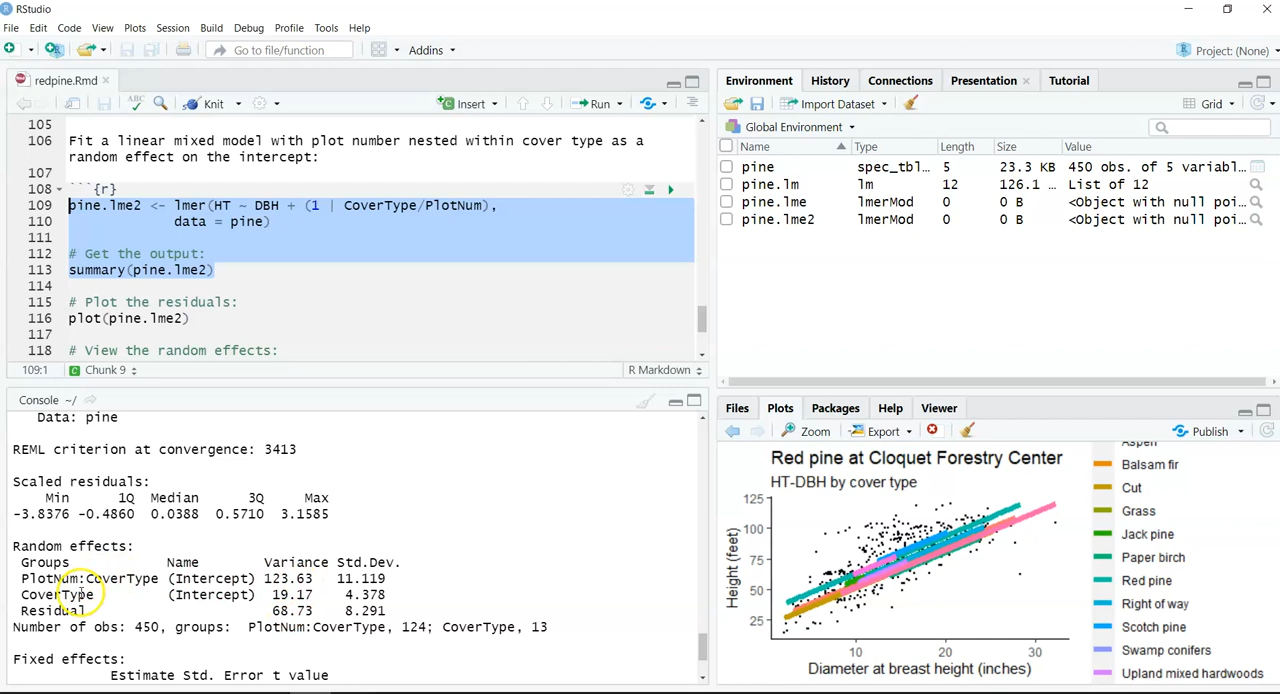 RStudio
File Edit Code View Plots Session Build Debug Profile Tools Help
Go to file/function Addins Project: (None)
redpine.Rmd
ABC Knit Insert Run
105
106 Fit a linear mixed model with plot number nested within cover type as a
random effect on the intercept:
107
108 ```{r}
109 pine.lme2 <- lmer(HT ~ DBH + (1 | CoverType/PlotNum),
110 data = pine)
111
112 # Get the output:
113 summary(pine.lme2)
114
115 # Plot the residuals:
116 plot(pine.lme2)
117
118 # View the random effects:
109:1 Chunk 9 R Markdown
Console ~/
Data: pine
REML criterion at convergence: 3413
Scaled residuals:
Min 1Q Median 3Q Max
-3.8376 -0.4860 0.0388 0.5710 3.1585
Random effects:
Groups Name Variance Std.Dev.
PlotNum:CoverType (Intercept) 123.63 11.119
CoverType (Intercept) 19.17 4.378
Residual 68.73 8.291
Number of obs: 450, groups: PlotNum:CoverType, 124; CoverType, 13
Fixed effects:
Estimate Std. Error t value
Environment History Connections Presentation Tutorial
Import Dataset Grid
Global Environment
Name Type Length Size Value
pine spec_tbl… 5 23.3 KB 450 obs. of 5 variabl…
pine.lm lm 12 126.1 … List of 12
pine.lme lmerMod 0 0 B <Object with null poi…
pine.lme2 lmerMod 0 0 B <Object with null poi…
Files Plots Packages Help Viewer
Zoom Export Publish
Red pine at Cloquet Forestry Center
HT-DBH by cover type
125
100
75
50
25
Height (feet)
10 20 30
Diameter at breast height (inches)
Aspen
Balsam fir
Cut
Grass
Jack pine
Paper birch
Red pine
Right of way
Scotch pine
Swamp conifers
Upland mixed hardwoods